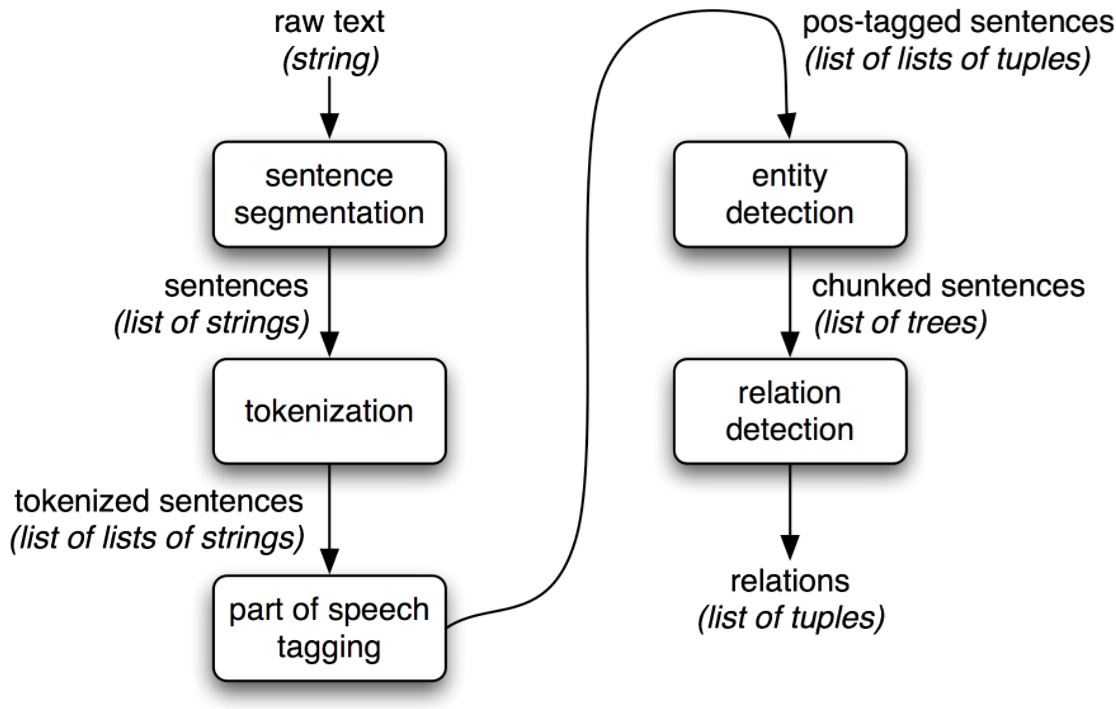 raw text
(string)
sentence
segmentation
sentences
(list of strings)
tokenization
tokenized sentences
(list of lists of strings)
part of speech
tagging
pos-tagged sentences
(list of lists of tuples)
entity
detection
chunked sentences
(list of trees)
relation
detection
relations
(list of tuples)